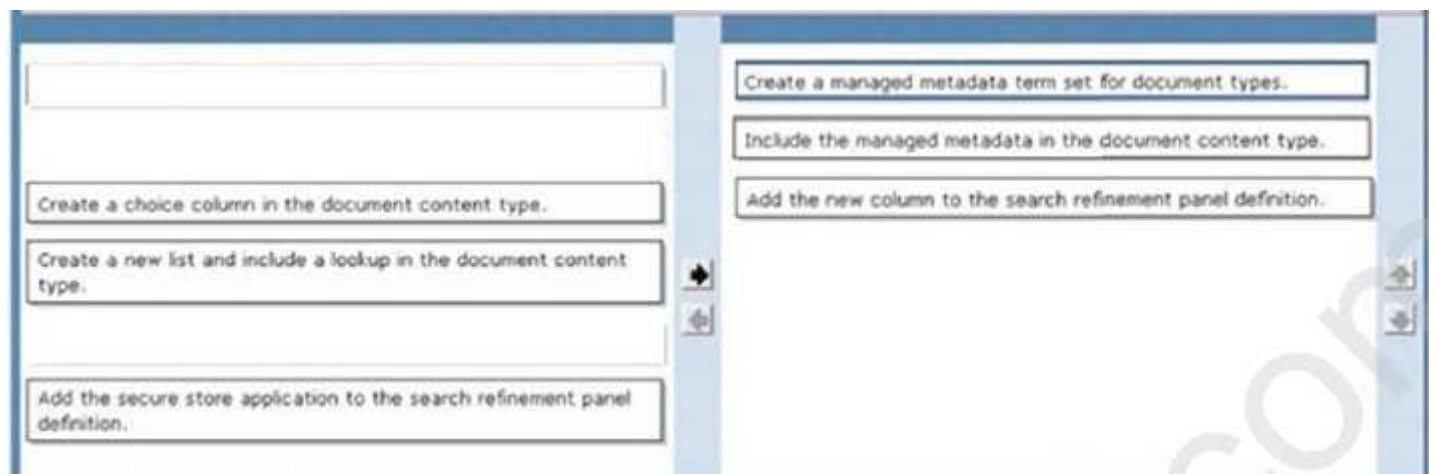 Create a choice column in the document content type.
Create a new list and include a lookup in the document content
type.
Add the secure store application to the search refinement panel
definition.
Create a managed metadata term set for document types.
Include the managed metadata in the document content type.
Add the new column to the search refinement panel definition.